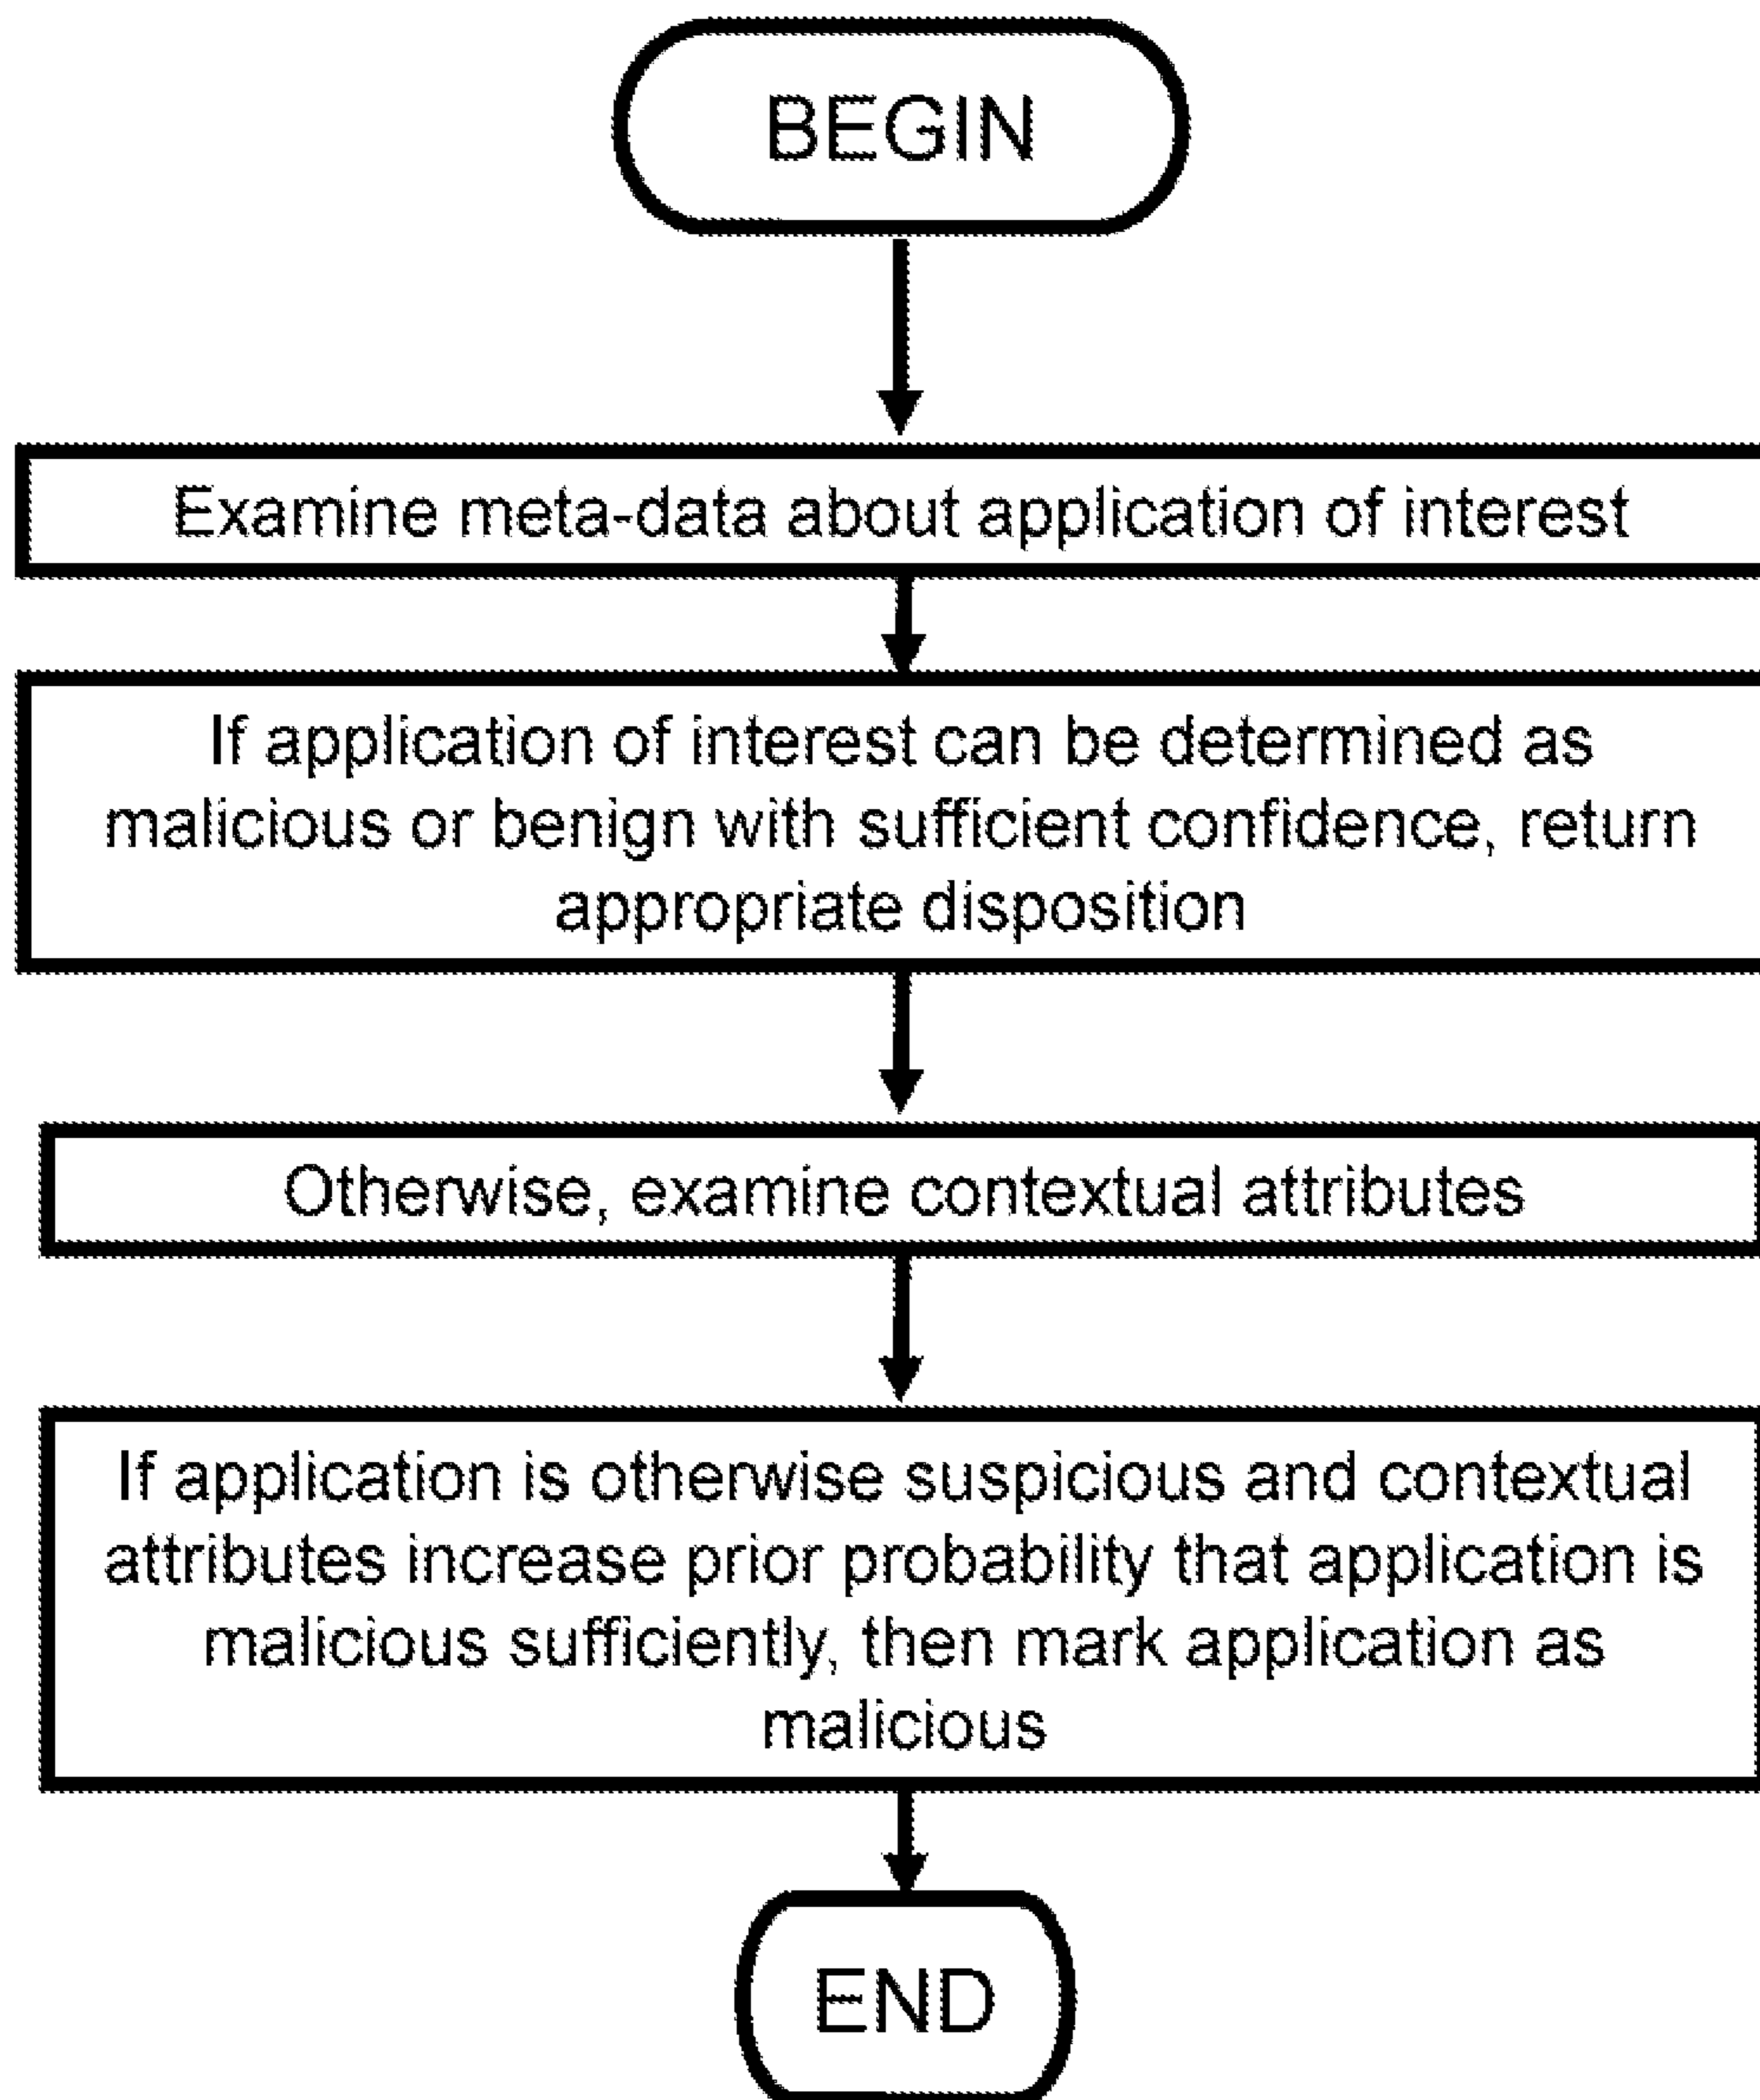 BEGIN
Examine meta-data about application of interest
If application of interest can be determined as
malicious or benign with sufficient confidence, return
appropriate disposition
Otherwise, examine contextual attributes
If application is otherwise suspicious and contextual
attributes increase prior probability that application is
malicious sufficiently, then mark application as
malicious
END